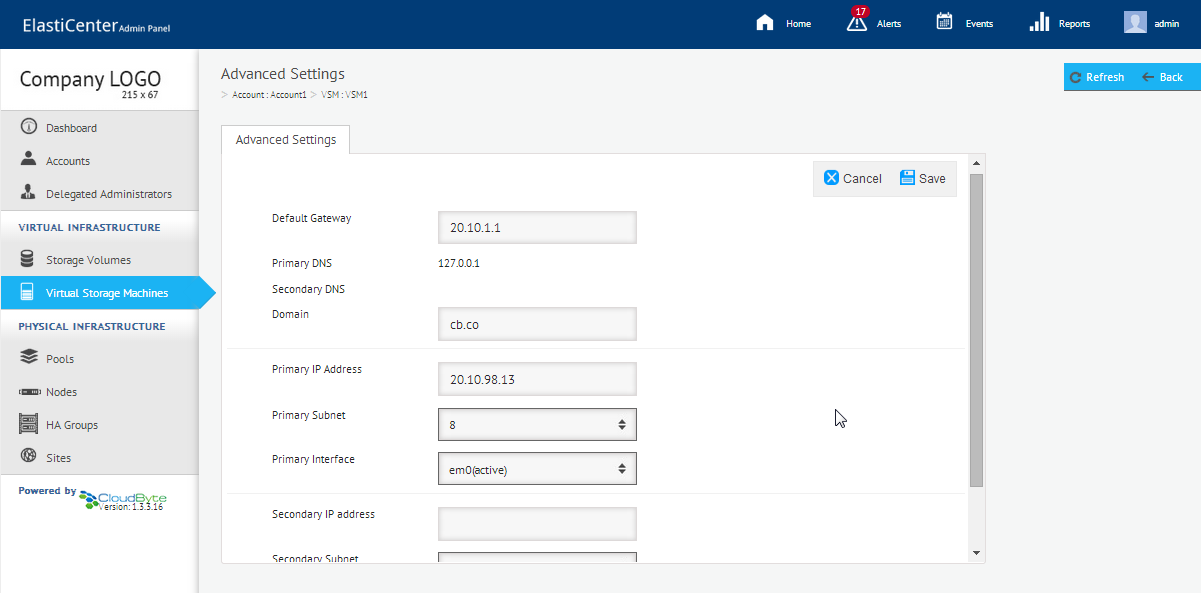 ElastiCenter Admin Panel
Home
17
Alerts
Events
Reports
admin
Company LOGO
215 x 67
Dashboard
Accounts
Delegated Administrators
VIRTUAL INFRASTRUCTURE
Storage Volumes
Virtual Storage Machines
PHYSICAL INFRASTRUCTURE
Pools
Nodes
HA Groups
Sites
Powered by CloudByte
Version: 1.3.3.16
Advanced Settings
> Account : Account1 > VSM : VSM1
Refresh
Back
Advanced Settings
Cancel
Save
Default Gateway 20.10.1.1
Primary DNS 127.0.0.1
Secondary DNS
Domain cb.co
Primary IP Address 20.10.98.13
Primary Subnet 8
Primary Interface em0(active)
Secondary IP address
Secondary Subnet